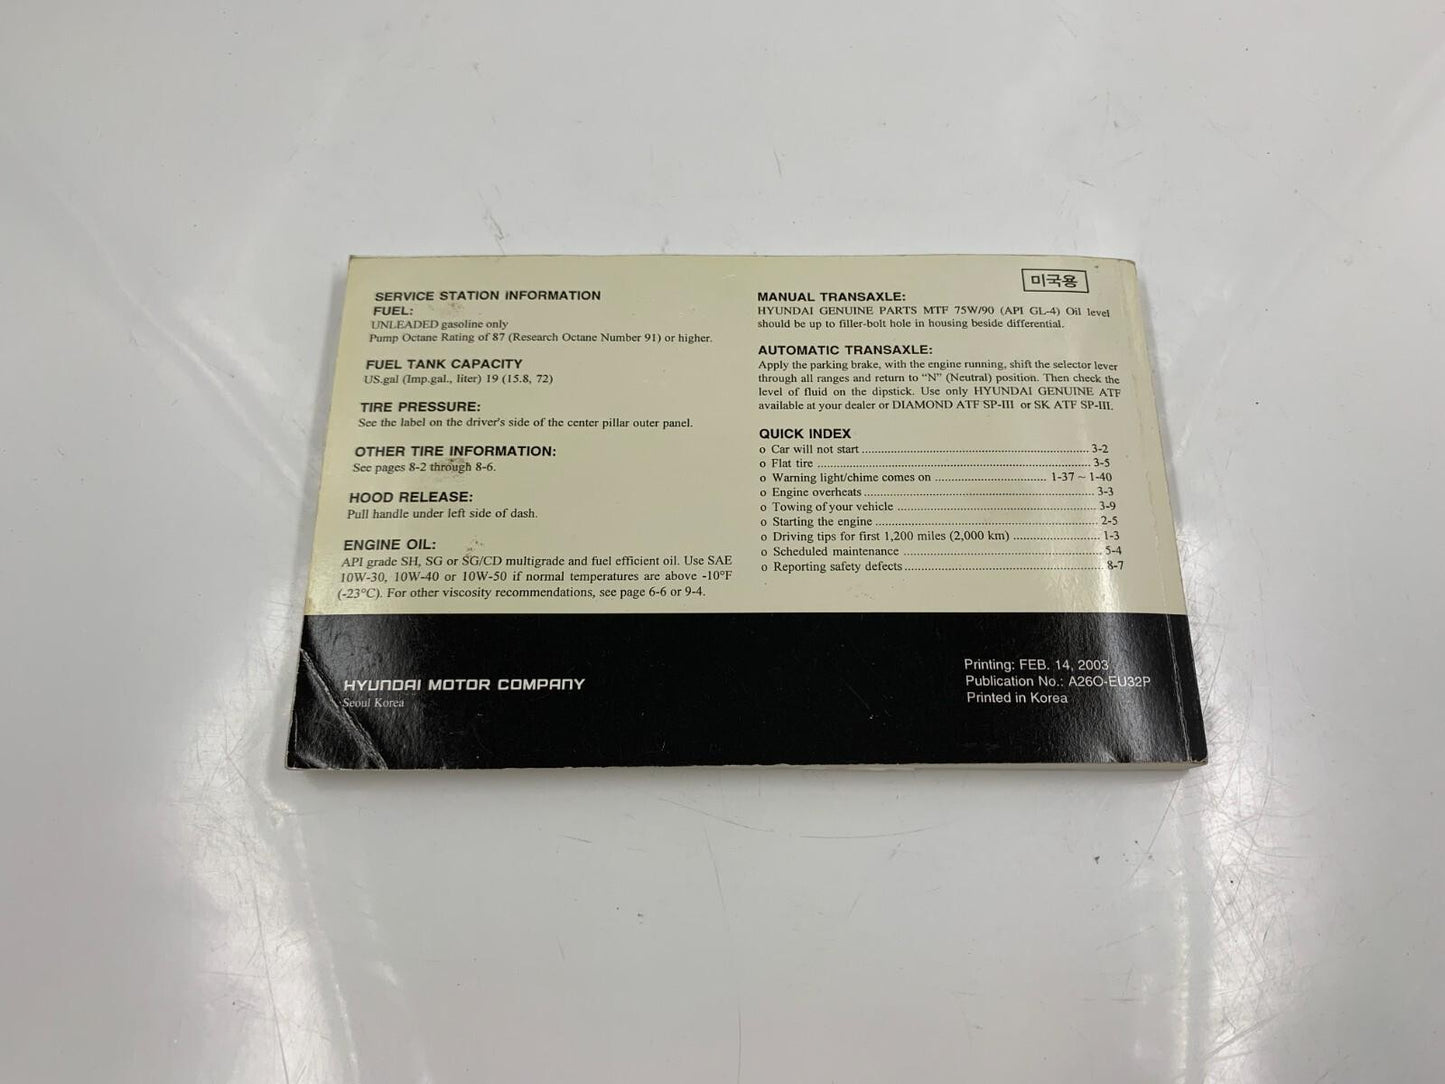 SERVICE STATION INFORMATION
FUEL:
UNLEADED gasoline only
Pump Octane Rating of 87 (Research Octane Number 91) or higher.
FUEL TANK CAPACITY
US.gal (Imp.gal., liter) 19 (15.8, 72)
TIRE PRESSURE:
See the label on the driver's side of the center pillar outer panel.
OTHER TIRE INFORMATION:
See pages 8-2 through 8-6.
HOOD RELEASE:
Pull handle under left side of dash.
ENGINE OIL:
API grade SH, SG or SG/CD multigrade and fuel efficient oil. Use SAE
10W-30, 10W-40 or 10W-50 if normal temperatures are above -10°F
(-23°C). For other viscosity recommendations, see page 6-6 or 9-4.
미국용
MANUAL TRANSAXLE:
HYUNDAI GENUINE PARTS MTF 75W/90 (API GL-4) Oil level
should be up to filler-bolt hole in housing beside differential.
AUTOMATIC TRANSAXLE:
Apply the parking brake, with the engine running, shift the selector lever
through all ranges and return to "N" (Neutral) position. Then check the
level of fluid on the dipstick. Use only HYUNDAI GENUINE ATF
available at your dealer or DIAMOND ATF SP-III or SK ATF SP-III.
QUICK INDEX
o Car will not start ........ 3-2
o Flat tire ........ 3-5
o Warning light/chime comes on ........ 1-37 ~ 1-40
o Engine overheats ........ 3-3
o Towing of your vehicle ........ 3-9
o Starting the engine ........ 2-5
o Driving tips for first 1,200 miles (2,000 km) ........ 1-3
o Scheduled maintenance ........ 5-4
o Reporting safety defects ........ 8-7
HYUNDAI MOTOR COMPANY
Seoul Korea
Printing: FEB. 14, 2003
Publication No.: A26O-EU32P
Printed in Korea